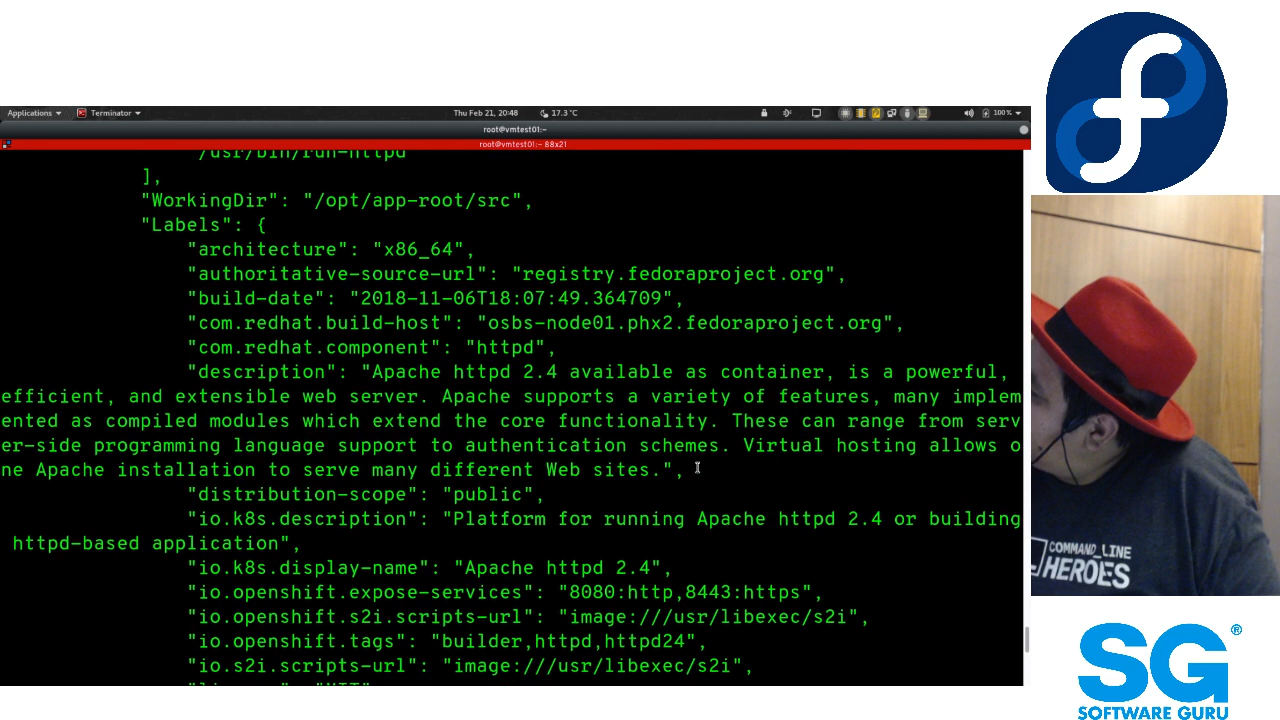 Applications Terminator Thu Feb 21, 20:48 17.3°C 100%
root@vmtest01:~
root@vmtest01:~ 88x21
/usr/bin/run-httpd
],
"WorkingDir": "/opt/app-root/src",
"Labels": {
"architecture": "x86_64",
"authoritative-source-url": "registry.fedoraproject.org",
"build-date": "2018-11-06T18:07:49.364709",
"com.redhat.build-host": "osbs-node01.phx2.fedoraproject.org",
"com.redhat.component": "httpd",
"description": "Apache httpd 2.4 available as container, is a powerful,
efficient, and extensible web server. Apache supports a variety of features, many implem
ented as compiled modules which extend the core functionality. These can range from serv
er-side programming language support to authentication schemes. Virtual hosting allows o
ne Apache installation to serve many different Web sites.",
"distribution-scope": "public",
"io.k8s.description": "Platform for running Apache httpd 2.4 or building
httpd-based application",
"io.k8s.display-name": "Apache httpd 2.4",
"io.openshift.expose-services": "8080:http,8443:https",
"io.openshift.s2i.scripts-url": "image:///usr/libexec/s2i",
"io.openshift.tags": "builder,httpd,httpd24",
"io.s2i.scripts-url": "image:///usr/libexec/s2i",
COMMAND_LINE
HEROES
SG®
SOFTWARE GURU